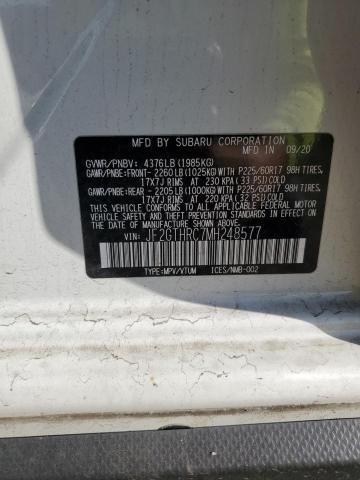 MFD BY SUBARU CORPORATION
MFD IN 09/20
GVWR/PNBV: 4376LB(1985KG)
GAWR/PNBE:FRONT- 2260LB(1025KG)WITH P225/60R17 98H TIRES,
17X7J RIMS AT 230 KPA(33 PSI)COLD
GAWR/PNBE:REAR - 2205LB(1000KG)WITH P225/60R17 98H TIRES,
17X7J RIMS AT 220 KPA(32 PSI)COLD
VIN: JF2GTHRC7MH248577
THIS VEHICLE CONFORMS TO ALL APPLICABLE FEDERAL MOTOR VEHICLE SAFETY, BUMPER, AND THEFT PREVENTION STANDARDS IN EFFECT ON THE DATE OF MANUFACTURE SHOWN ABOVE.
TYPE:MPV/VTUM ICES/NMB-002